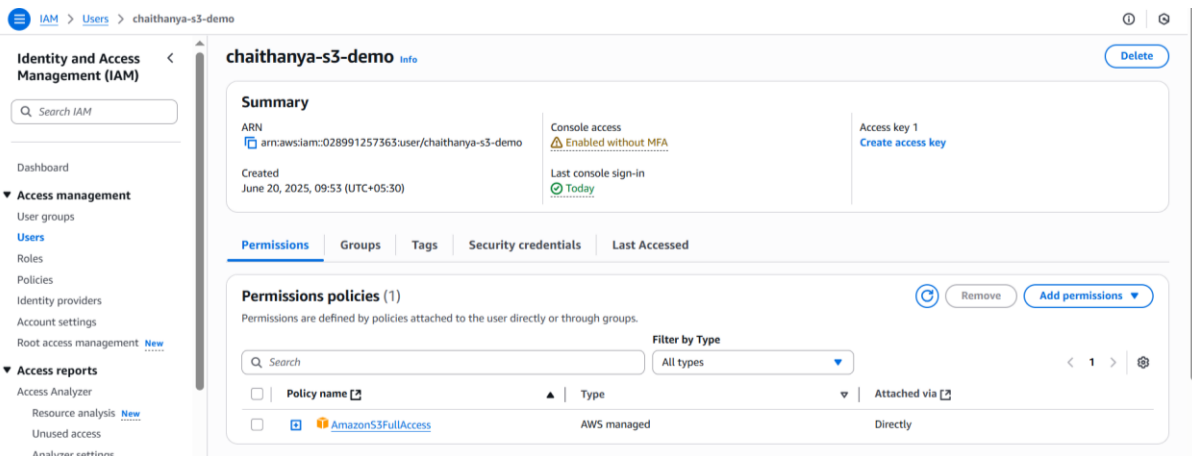 IAM > Users > chaithanya-s3-demo
Identity and Access Management (IAM)
Search IAM
Dashboard
Access management
User groups
Users
Roles
Policies
Identity providers
Account settings
Root access management New
Access reports
Access Analyzer
Resource analysis New
Unused access
Analyzer settings
chaithanya-s3-demo Info
Delete
Summary
ARN
arn:aws:iam::028991257363:user/chaithanya-s3-demo
Created
June 20, 2025, 09:53 (UTC+05:30)
Console access
Enabled without MFA
Last console sign-in
Today
Access key 1
Create access key
Permissions Groups Tags Security credentials Last Accessed
Permissions policies (1)
Remove
Add permissions
Permissions are defined by policies attached to the user directly or through groups.
Filter by Type
Search
All types
1
Policy name Type Attached via
AmazonS3FullAccess AWS managed Directly